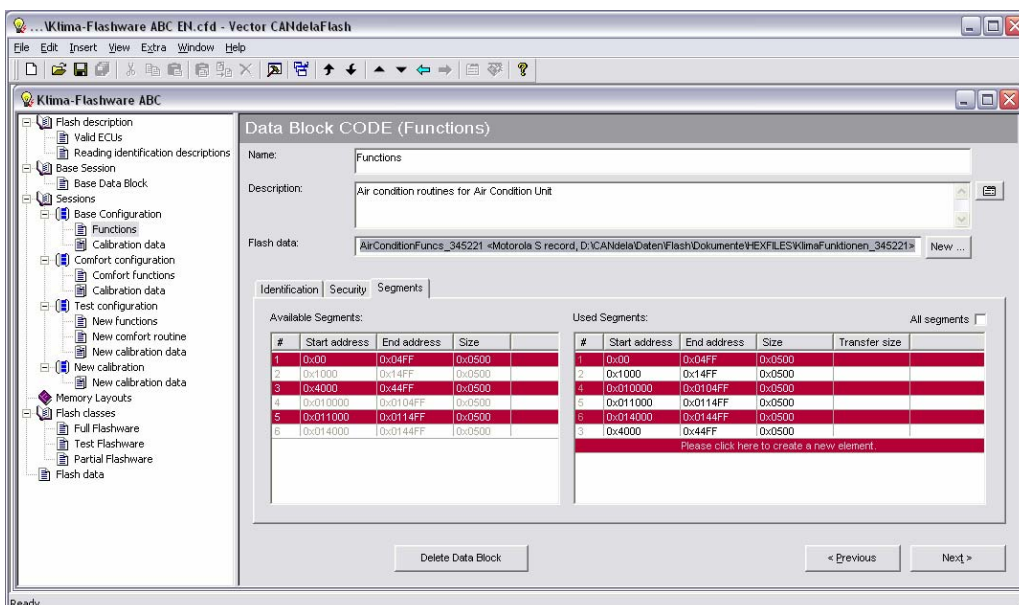 ...\Klima-Flashware ABC EN.cfd - Vector CANdelaFlash
File Edit Insert View Extra Window Help
Klima-Flashware ABC
Flash description
Valid ECUs
Reading identification descriptions
Base Session
Base Data Block
Sessions
Base Configuration
Functions
Calibration data
Comfort configuration
Comfort functions
Calibration data
Test configuration
New functions
New comfort routine
New calibration data
New calibration
New calibration data
Memory Layouts
Flash classes
Full Flashware
Test Flashware
Partial Flashware
Flash data
Data Block CODE (Functions)
Name: Functions
Description: Air condition routines for Air Condition Unit
Flash data: AirConditionFuncs_345221 <Motorola S record, D:\CANdela\Daten\Flash\Dokumente\HEXFILES\KlimaFunktionen_345221> New ...
Identification Security Segments
Available Segments:
# Start address End address Size
1 0x00 0x04FF 0x0500
2 0x1000 0x14FF 0x0500
3 0x4000 0x44FF 0x0500
4 0x010000 0x0104FF 0x0500
5 0x011000 0x0114FF 0x0500
6 0x014000 0x0144FF 0x0500
Used Segments: All segments
# Start address End address Size Transfer size
1 0x00 0x04FF 0x0500
2 0x1000 0x14FF 0x0500
4 0x010000 0x0104FF 0x0500
5 0x011000 0x0114FF 0x0500
6 0x014000 0x0144FF 0x0500
3 0x4000 0x44FF 0x0500
Please click here to create a new element.
Delete Data Block < Previous Next >
Ready